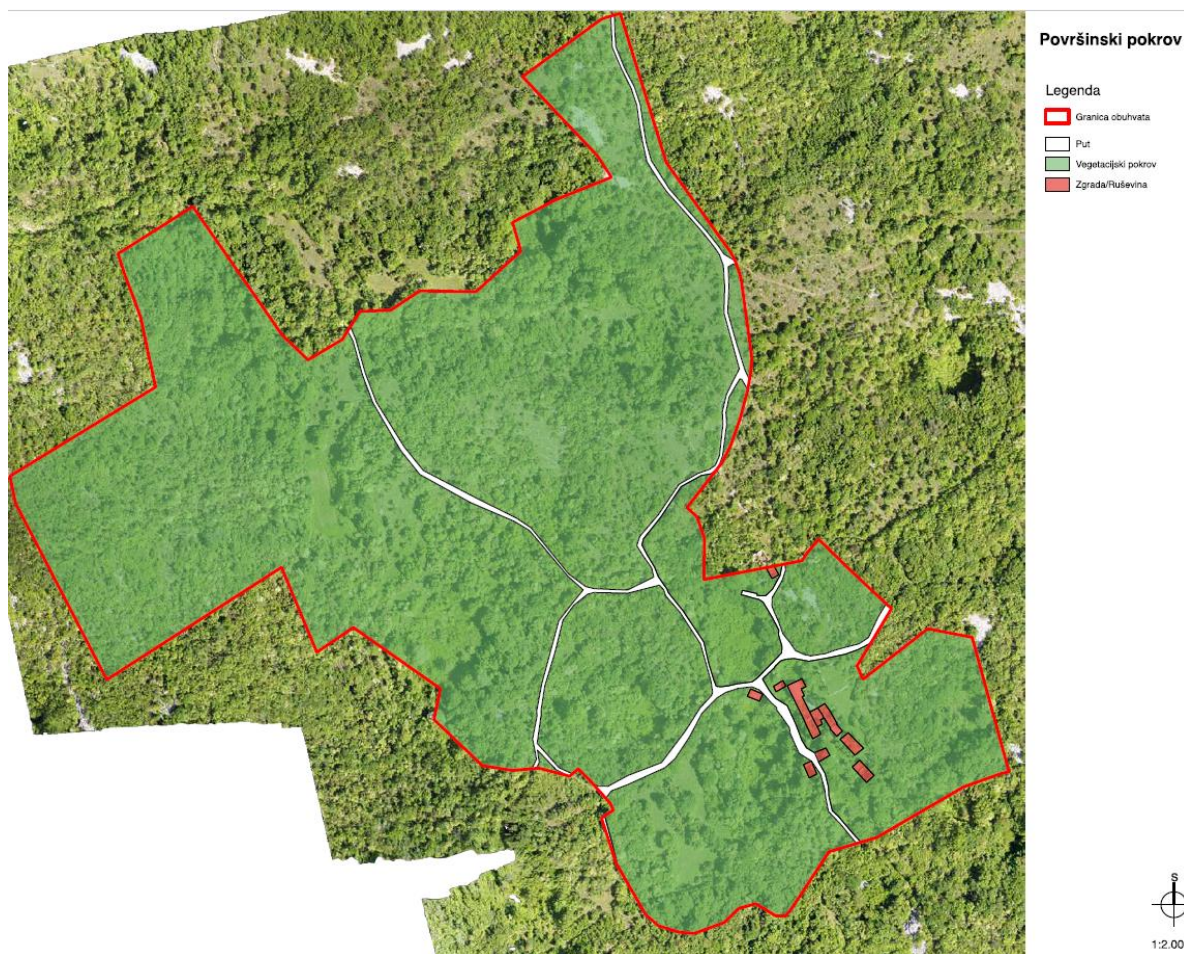 Površinski pokrov
Legenda
Granica obuhvata
Put
Vegetacijski pokrov
Zgrada/Ruševina
S
1:2.00